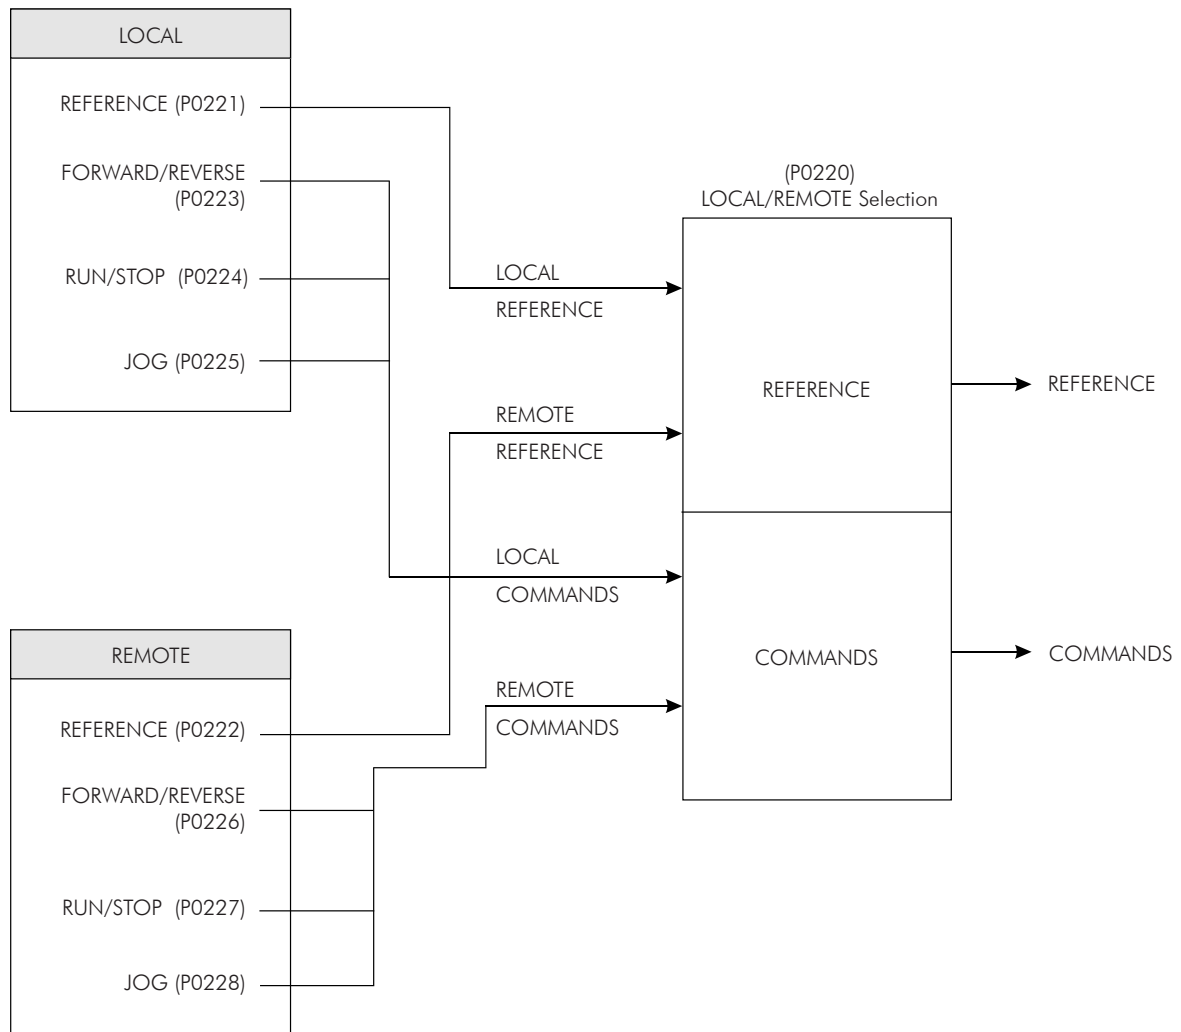 LOCAL
REFERENCE (P0221)
FORWARD/REVERSE
(P0223)
RUN/STOP (P0224)
JOG (P0225)
REMOTE
REFERENCE (P0222)
FORWARD/REVERSE
(P0226)
RUN/STOP (P0227)
JOG (P0228)
LOCAL
REFERENCE
REMOTE
REFERENCE
LOCAL
COMMANDS
REMOTE
COMMANDS
(P0220)
LOCAL/REMOTE Selection
REFERENCE
COMMANDS
REFERENCE
COMMANDS